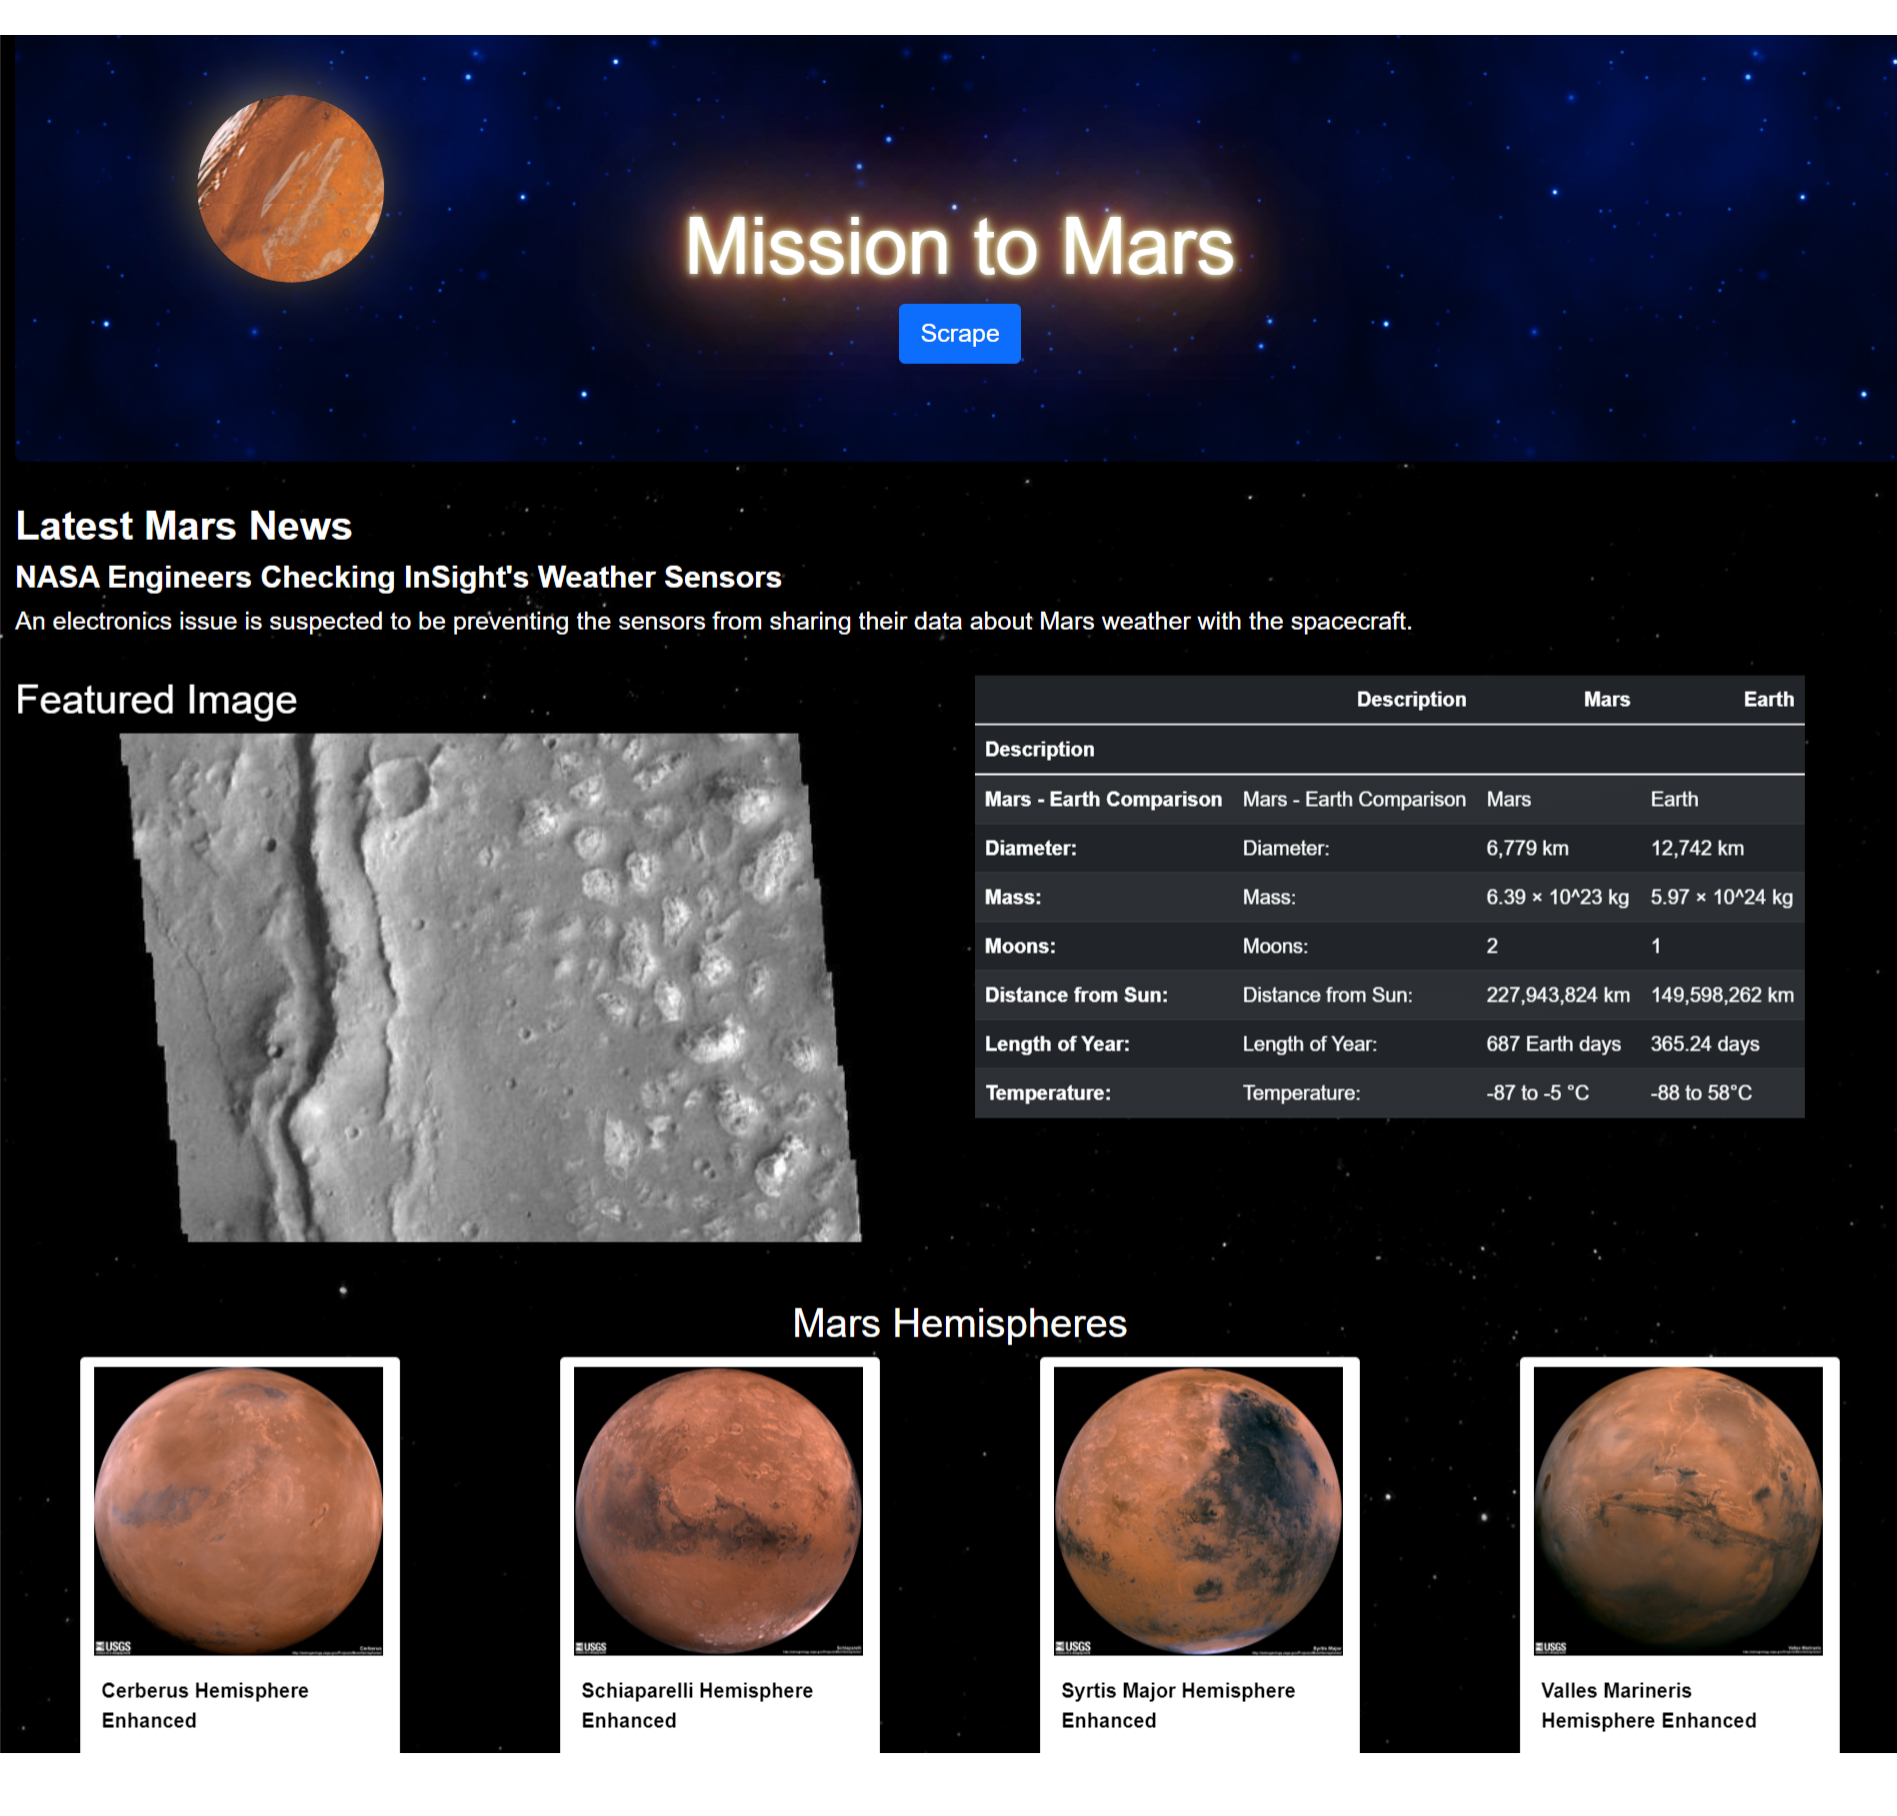 Mission to Mars
Scrape
Latest Mars News
NASA Engineers Checking InSight's Weather Sensors
An electronics issue is suspected to be preventing the sensors from sharing their data about Mars weather with the spacecraft.
Featured Image
Description Mars Earth
Description
Mars - Earth Comparison Mars - Earth Comparison Mars Earth
Diameter: Diameter: 6,779 km 12,742 km
Mass: Mass: 6.39 × 10^23 kg 5.97 × 10^24 kg
Moons: Moons: 2 1
Distance from Sun: Distance from Sun: 227,943,824 km 149,598,262 km
Length of Year: Length of Year: 687 Earth days 365.24 days
Temperature: Temperature: -87 to -5 °C -88 to 58°C
Mars Hemispheres
USGS Cerberus
USGS Schiaparelli
USGS Syrtis Major
USGS Valles Marineris
Cerberus Hemisphere
Enhanced
Schiaparelli Hemisphere
Enhanced
Syrtis Major Hemisphere
Enhanced
Valles Marineris
Hemisphere Enhanced